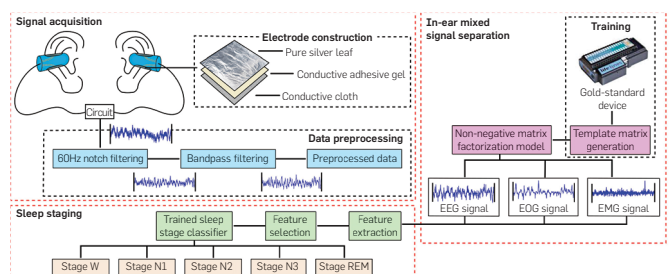 Signal acquisition
Electrode construction
Pure silver leaf
Conductive adhesive gel
Conductive cloth
Circuit
Data preprocessing
60Hz notch filtering
Bandpass filtering
Preprocessed data
In-ear mixed
signal separation
Training
Gold-standard
device
Non-negative matrix
factorization model
Template matrix
generation
EEG signal
EOG signal
EMG signal
Sleep staging
Trained sleep
stage classifier
Feature
selection
Feature
extraction
Stage W
Stage N1
Stage N2
Stage N3
Stage REM